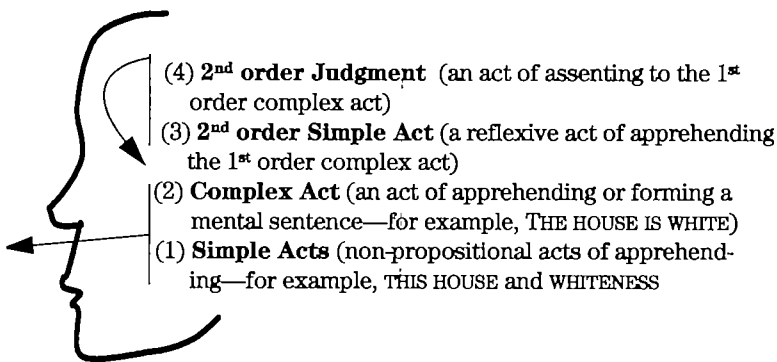 (4) 2nd order Judgment (an act of assenting to the 1st
order complex act)
(3) 2nd order Simple Act (a reflexive act of apprehending
the 1st order complex act)
(2) Complex Act (an act of apprehending or forming a
mental sentence—for example, THE HOUSE IS WHITE)
(1) Simple Acts (non-propositional acts of apprehend-
ing—for example, THIS HOUSE and WHITENESS